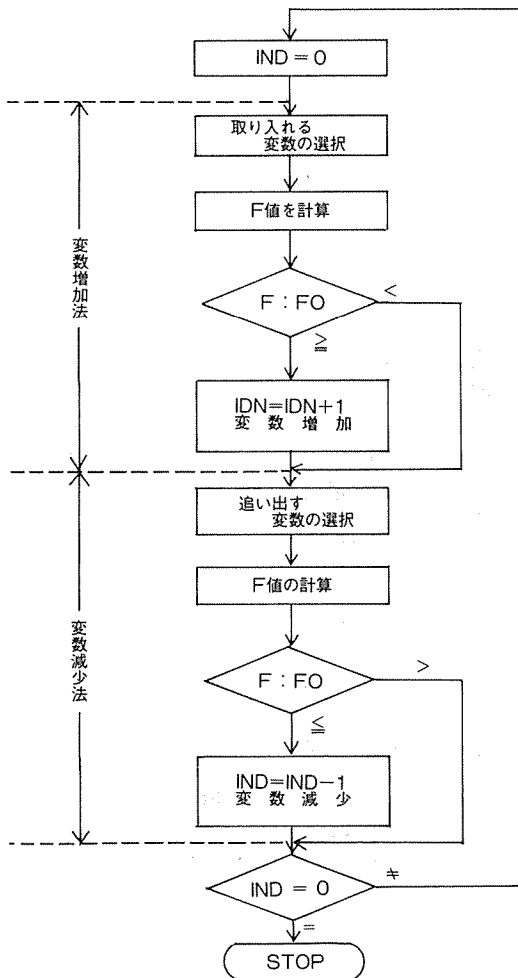 IND = 0
取り入れる
変数の選択
F値を計算
F : FO
<
≧
IDN=IDN+1
変数増加
変数増加法
追い出す
変数の選択
F値の計算
F : FO
>
≦
IND=IND-1
変数減少
変数減少法
IND = 0
≠
=
STOP